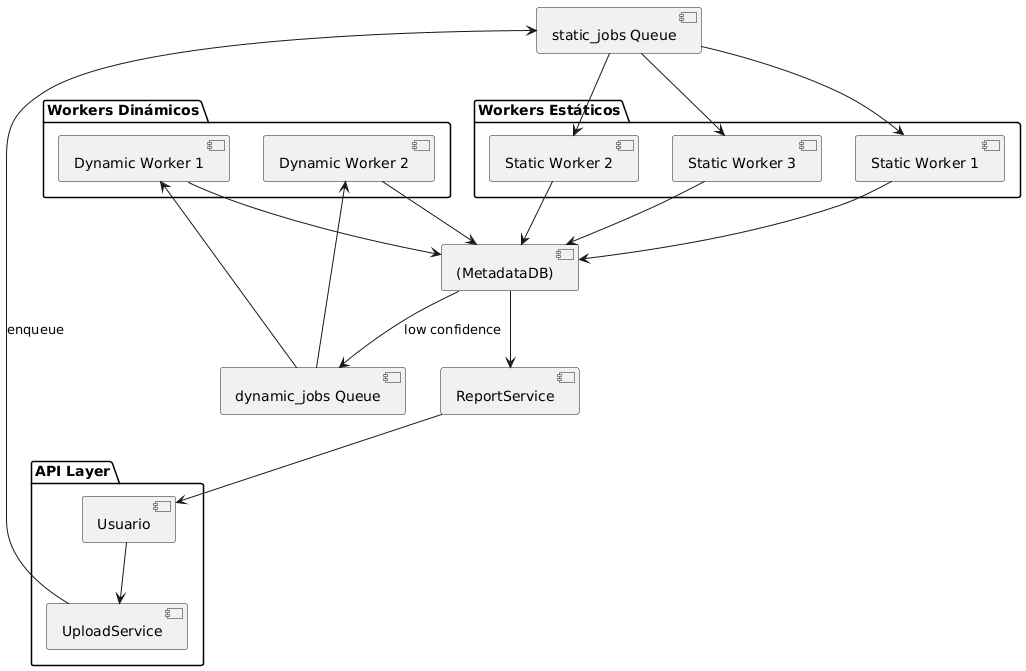 static_jobs Queue
Workers Dinámicos
Workers Estáticos
Dynamic Worker 1
Dynamic Worker 2
Static Worker 2
Static Worker 3
Static Worker 1
(MetadataDB)
enqueue
low confidence
dynamic_jobs Queue
ReportService
API Layer
Usuario
UploadService